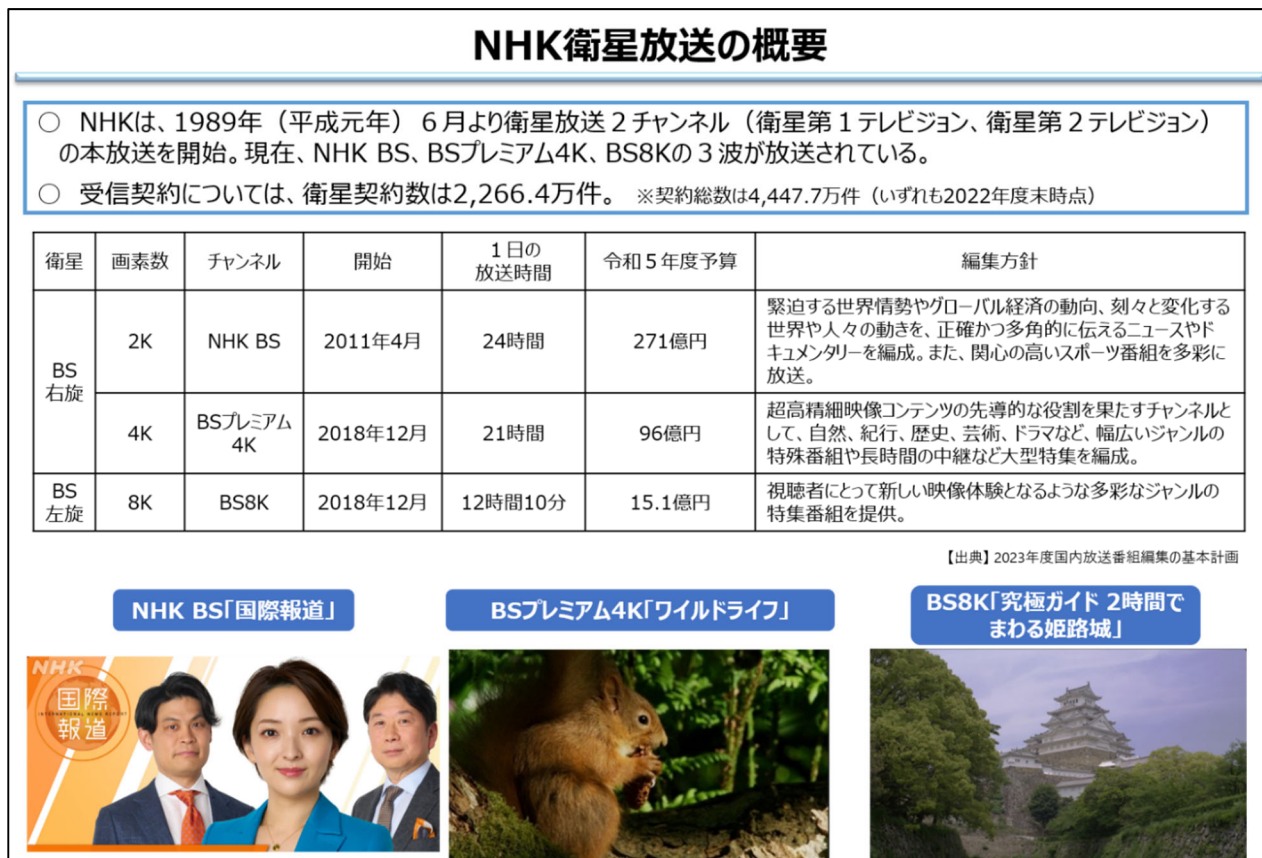 NHK衛星放送の概要
○ NHKは、1989年（平成元年）６月より衛星放送２チャンネル（衛星第１テレビジョン、衛星第２テレビジョン）
の本放送を開始。現在、NHK BS、BSプレミアム4K、BS8Kの３波が放送されている。
○ 受信契約については、衛星契約数は2,266.4万件。 ※契約総数は4,447.7万件（いずれも2022年度末時点）
衛星 画素数 チャンネル 開始 １日の
放送時間 令和５年度予算 編集方針
BS
右旋
2K NHK BS 2011年4月 24時間 271億円
緊迫する世界情勢やグローバル経済の動向、刻々と変化する
世界や人々の動きを、正確かつ多角的に伝えるニュースやド
キュメンタリーを編成。また、関心の高いスポーツ番組を多彩に
放送。
4K BSプレミアム
4K 2018年12月 21時間 96億円
超高精細映像コンテンツの先導的な役割を果たすチャンネルと
して、自然、紀行、歴史、芸術、ドラマなど、幅広いジャンルの
特殊番組や長時間の中継など大型特集を編成。
BS
左旋
8K BS8K 2018年12月 12時間10分 15.1億円
視聴者にとって新しい映像体験となるような多彩なジャンルの
特集番組を提供。
【出典】2023年度国内放送番組編集の基本計画
NHK BS「国際報道」
BSプレミアム4K「ワイルドライフ」
BS8K「究極ガイド 2時間で
まわる姫路城」
NHK
国際
INTERNATIONAL NEWS REPORT
報道